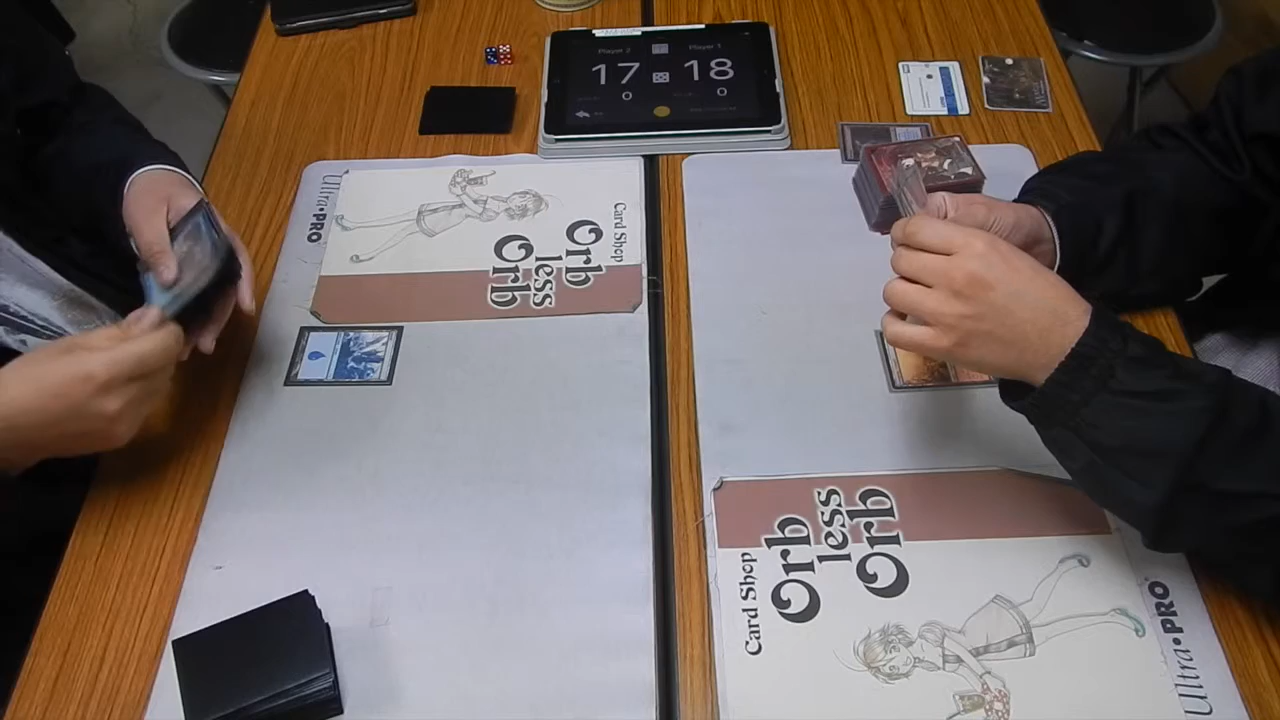 Player 2
Player 1
17
18
0
0
Ultra•PRO
Card Shop
Orb
less
Orb
Card Shop
Orb
less
Orb
Ultra•PRO